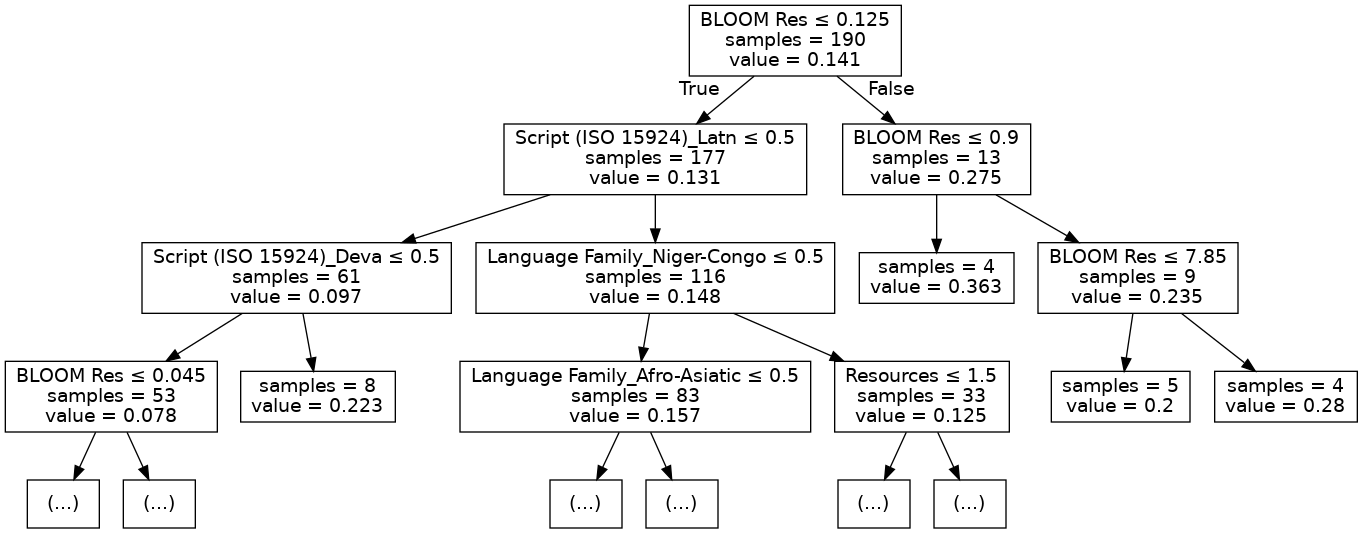 BLOOM Res ≤ 0.125
samples = 190
value = 0.141
True
False
Script (ISO 15924)_Latn ≤ 0.5
samples = 177
value = 0.131
BLOOM Res ≤ 0.9
samples = 13
value = 0.275
Script (ISO 15924)_Deva ≤ 0.5
samples = 61
value = 0.097
Language Family_Niger-Congo ≤ 0.5
samples = 116
value = 0.148
samples = 4
value = 0.363
BLOOM Res ≤ 7.85
samples = 9
value = 0.235
BLOOM Res ≤ 0.045
samples = 53
value = 0.078
samples = 8
value = 0.223
Language Family_Afro-Asiatic ≤ 0.5
samples = 83
value = 0.157
Resources ≤ 1.5
samples = 33
value = 0.125
samples = 5
value = 0.2
samples = 4
value = 0.28
(...)
(...)
(...)
(...)
(...)
(...)